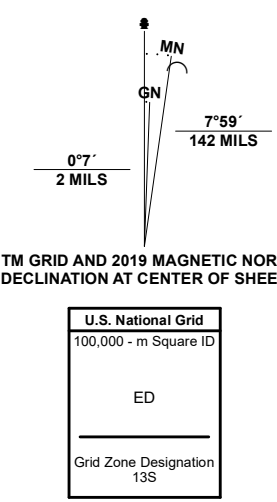 MN
GN
7°59´
142 MILS
0°7´
2 MILS
TM GRID AND 2019 MAGNETIC NOR
DECLINATION AT CENTER OF SHEE
U.S. National Grid
100,000 - m Square ID
ED
Grid Zone Designation
13S